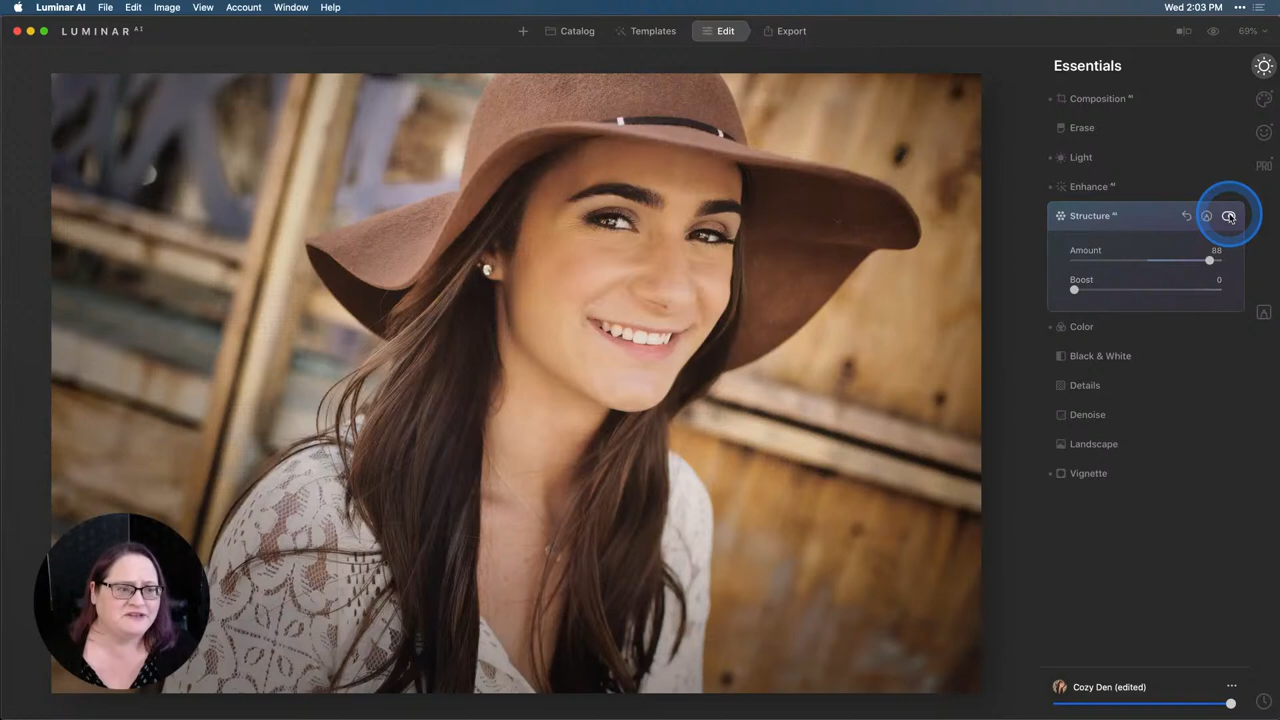 Luminar AI File Edit Image View Account Window Help Wed 2:03 PM
LUMINAR AI Catalog Templates Edit Export 69%
Essentials
Composition AI
Erase
Light
Enhance AI
PRO
Structure AI
Amount 88
Boost 0
Color
Black & White
Details
Denoise
Landscape
Vignette
Cozy Den (edited)